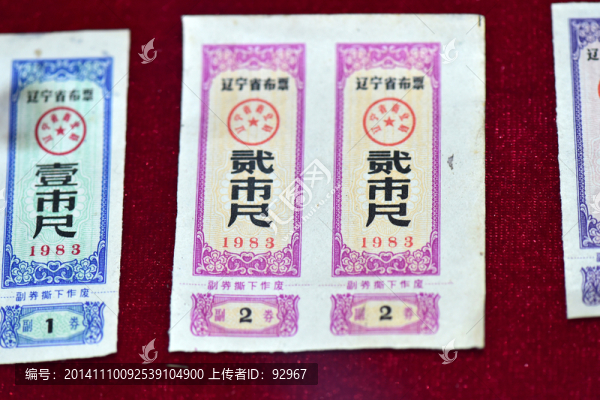 辽宁省布票
壹市尺
1983
副券撕下作废
副 1 券
辽宁省布票
贰市尺
1983
副券撕下作废
副 2 券
辽宁省布票
贰市尺
1983
副券撕下作废
副 2 券
编号：20141110092539104900 上传者ID：92967